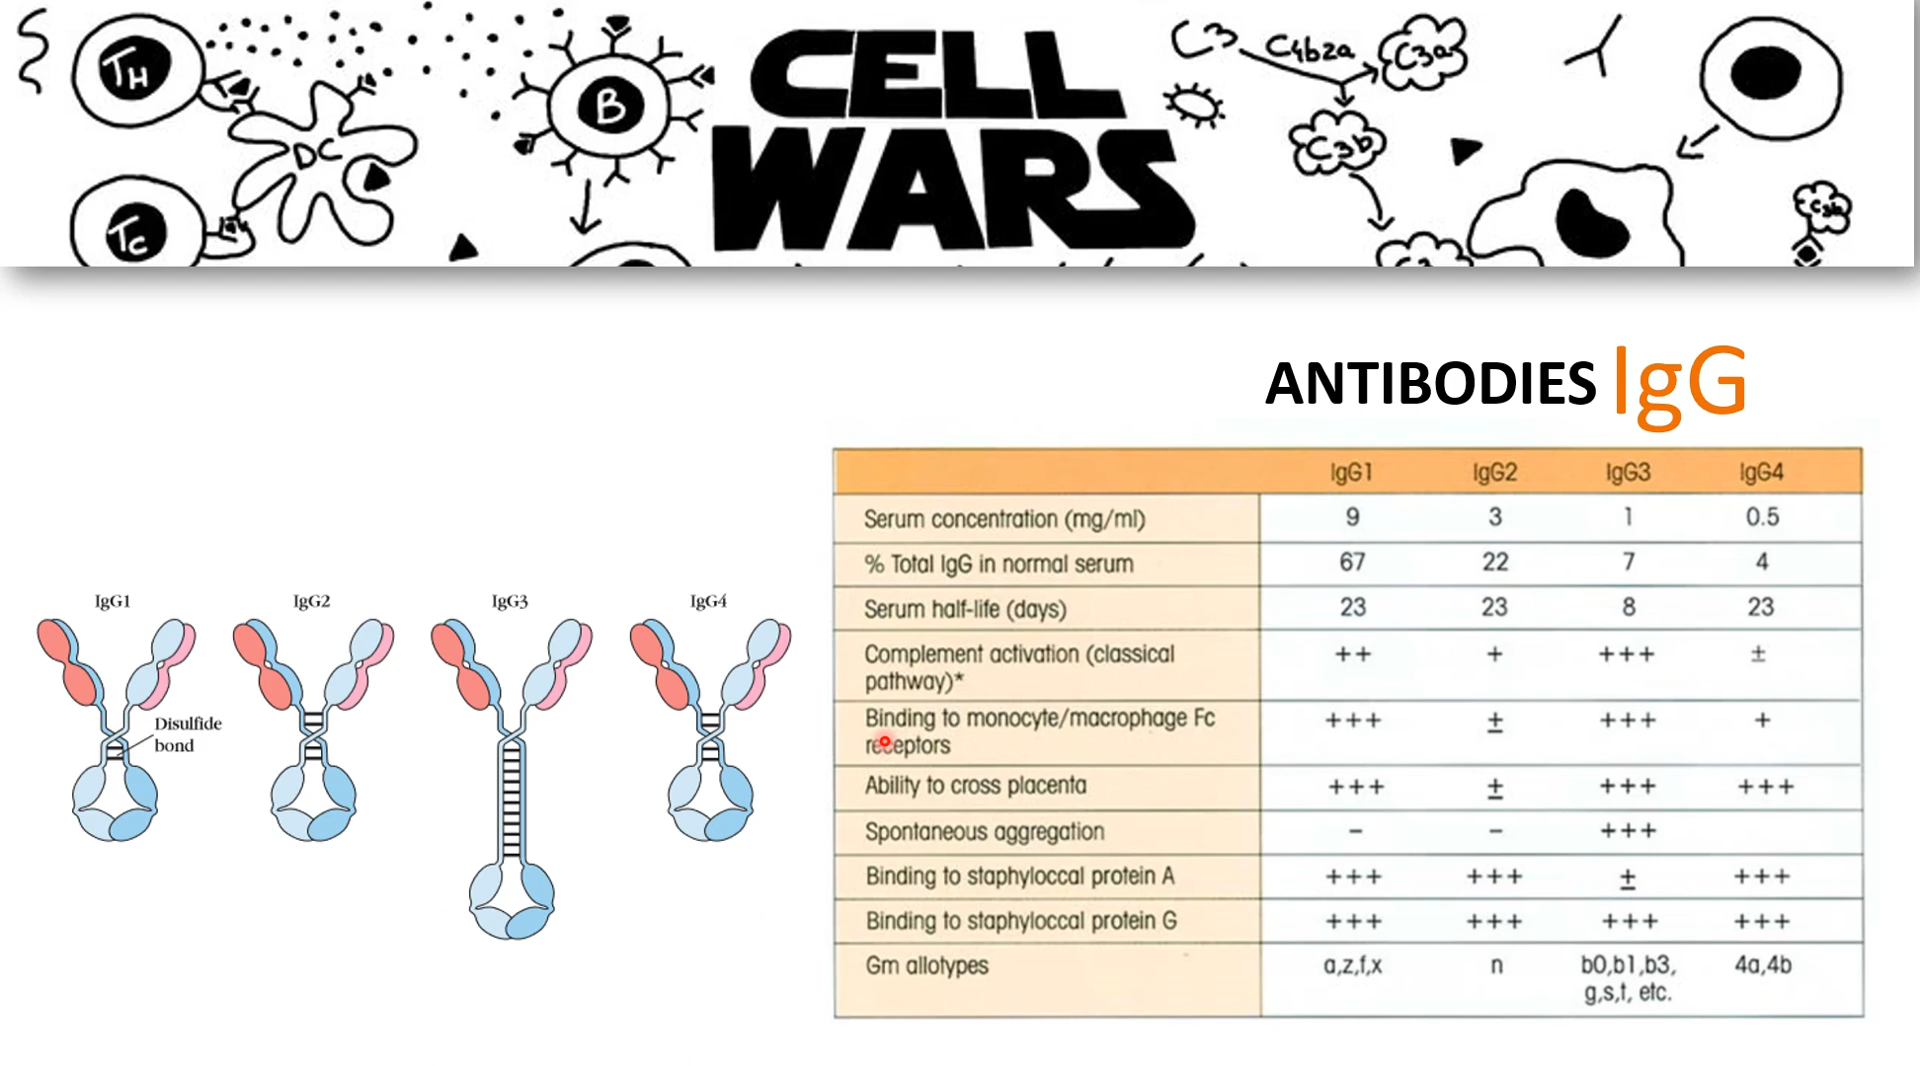 TH
DC
TC
B
CELL
WARS
C3
C4b2a
C3a
C3b
C3b
ANTIBODIES IgG
IgG1
IgG2
IgG3
IgG4
Disulfide
bond
IgG1 IgG2 IgG3 IgG4
Serum concentration (mg/ml) 9 3 1 0.5
% Total IgG in normal serum 67 22 7 4
Serum half-life (days) 23 23 8 23
Complement activation (classical ++ + +++ ±
pathway)*
Binding to monocyte/macrophage Fc +++ ± +++ +
receptors
Ability to cross placenta +++ ± +++ +++
Spontaneous aggregation – – +++
Binding to staphyloccal protein A +++ +++ ± +++
Binding to staphyloccal protein G +++ +++ +++ +++
Gm allotypes a,z,f,x n b0,b1,b3, 4a,4b
g,s,t, etc.